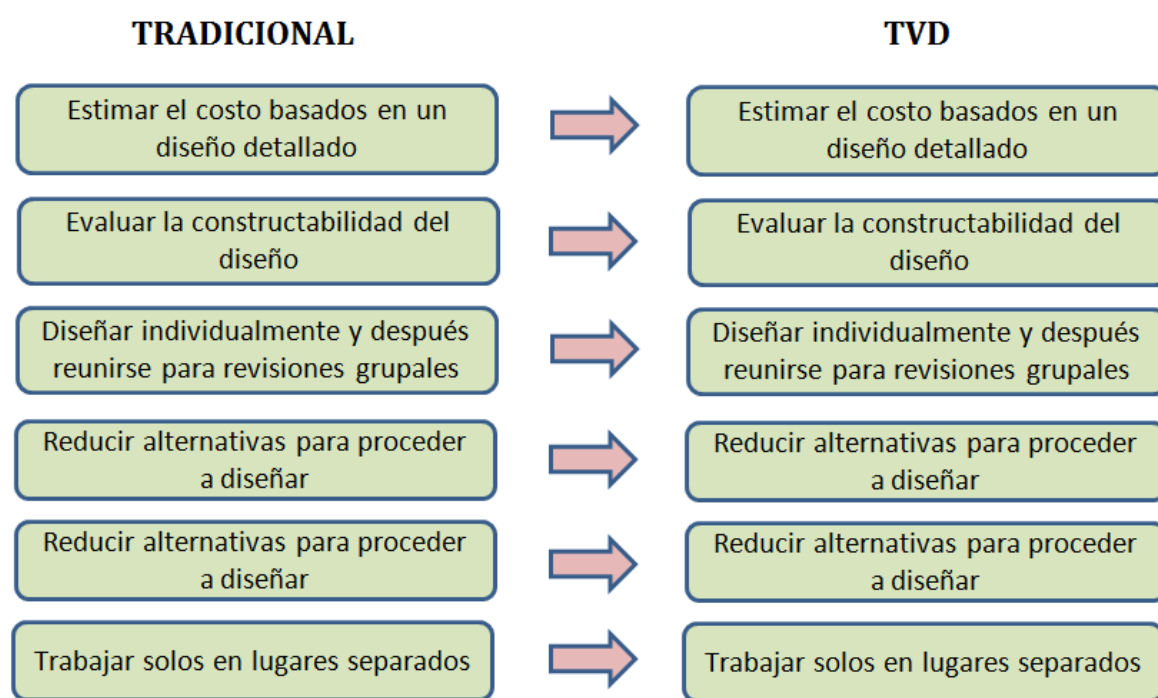 TRADICIONAL
TVD
Estimar el costo basados en un
diseño detallado
Estimar el costo basados en un
diseño detallado
Evaluar la constructabilidad del
diseño
Evaluar la constructabilidad del
diseño
Diseñar individualmente y después
reunirse para revisiones grupales
Diseñar individualmente y después
reunirse para revisiones grupales
Reducir alternativas para proceder
a diseñar
Reducir alternativas para proceder
a diseñar
Reducir alternativas para proceder
a diseñar
Reducir alternativas para proceder
a diseñar
Trabajar solos en lugares separados
Trabajar solos en lugares separados